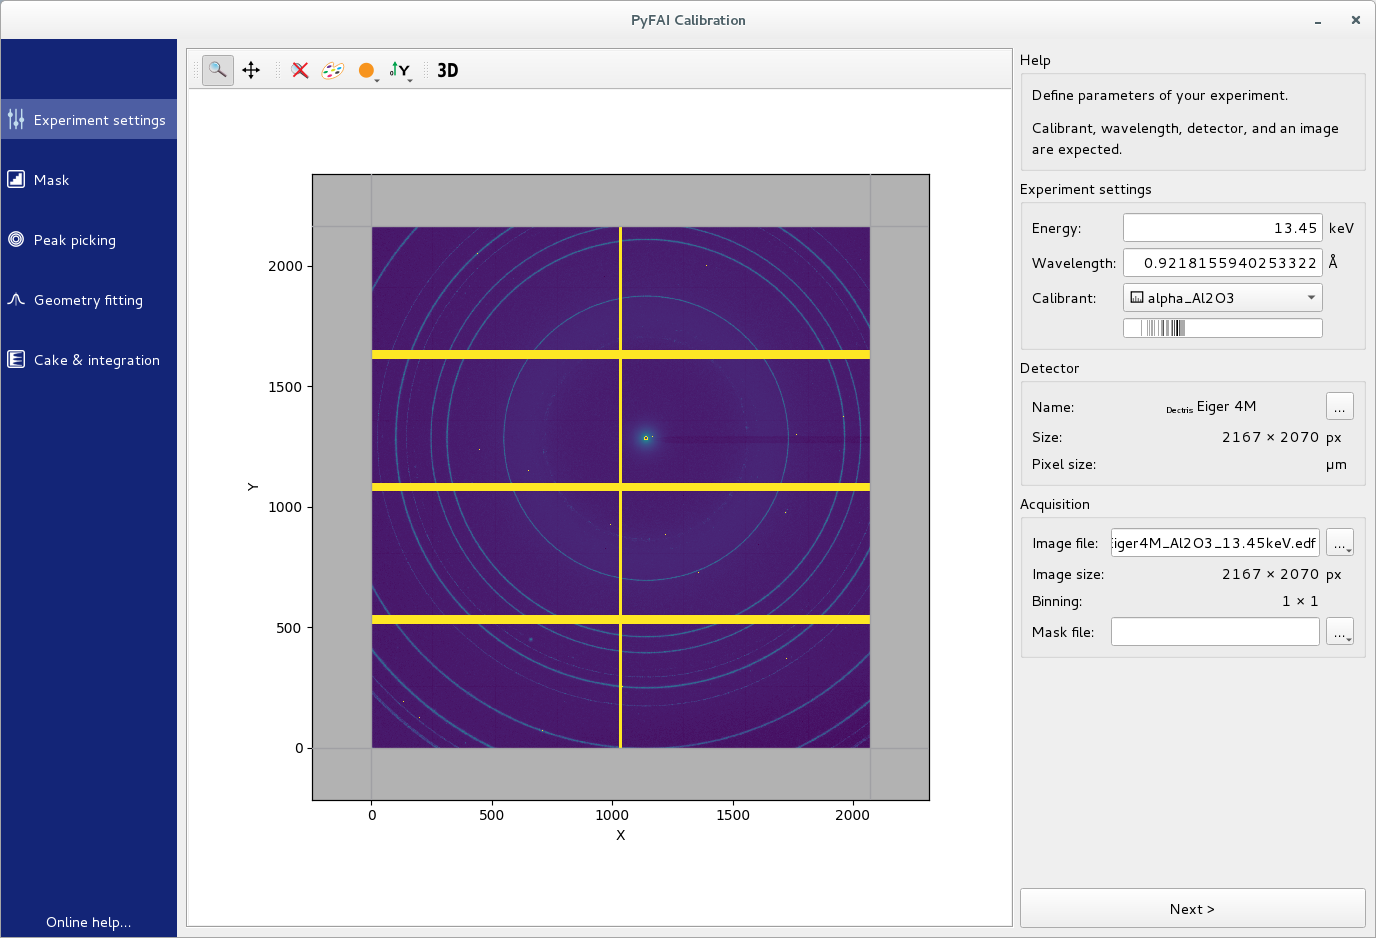 PyFAI Calibration
Experiment settings
Mask
Peak picking
Geometry fitting
Cake & integration
Online help...
Y
3D
2000
1500
1000
500
0
Y
0 500 1000 1500 2000
X
Help
Define parameters of your experiment.
Calibrant, wavelength, detector, and an image
are expected.
Experiment settings
Energy: 13.45 keV
Wavelength: 0.9218155940253322 Å
Calibrant: alpha_Al2O3
Detector
Name: Dectris Eiger 4M ...
Size: 2167 × 2070 px
Pixel size: µm
Acquisition
Image file: Eiger4M_Al2O3_13.45keV.edf ...
Image size: 2167 × 2070 px
Binning: 1 × 1
Mask file: ...
Next >